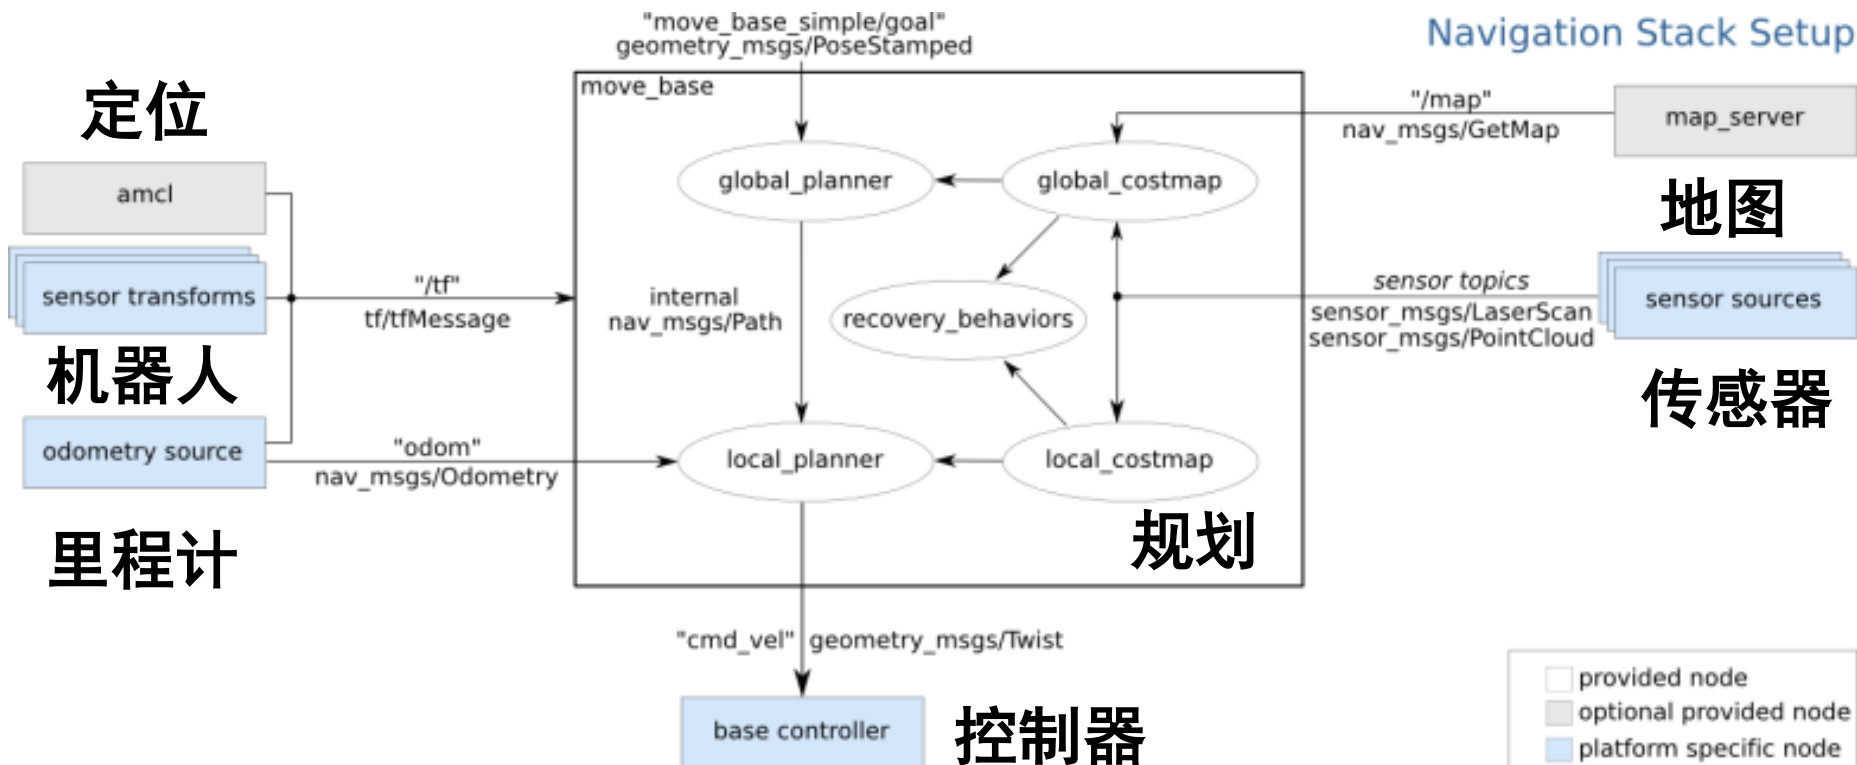 "move_base_simple/goal"
geometry_msgs/PoseStamped
Navigation Stack Setup
move_base
定位
"/map"
nav_msgs/GetMap
map_server
amcl
global_planner
global_costmap
地图
sensor transforms
"/tf"
tf/tfMessage
internal
nav_msgs/Path
recovery_behaviors
sensor topics
sensor_msgs/LaserScan
sensor_msgs/PointCloud
sensor sources
机器人
传感器
odometry source
"odom"
nav_msgs/Odometry
local_planner
local_costmap
里程计
规划
"cmd_vel" geometry_msgs/Twist
base controller
控制器
provided node
optional provided node
platform specific node